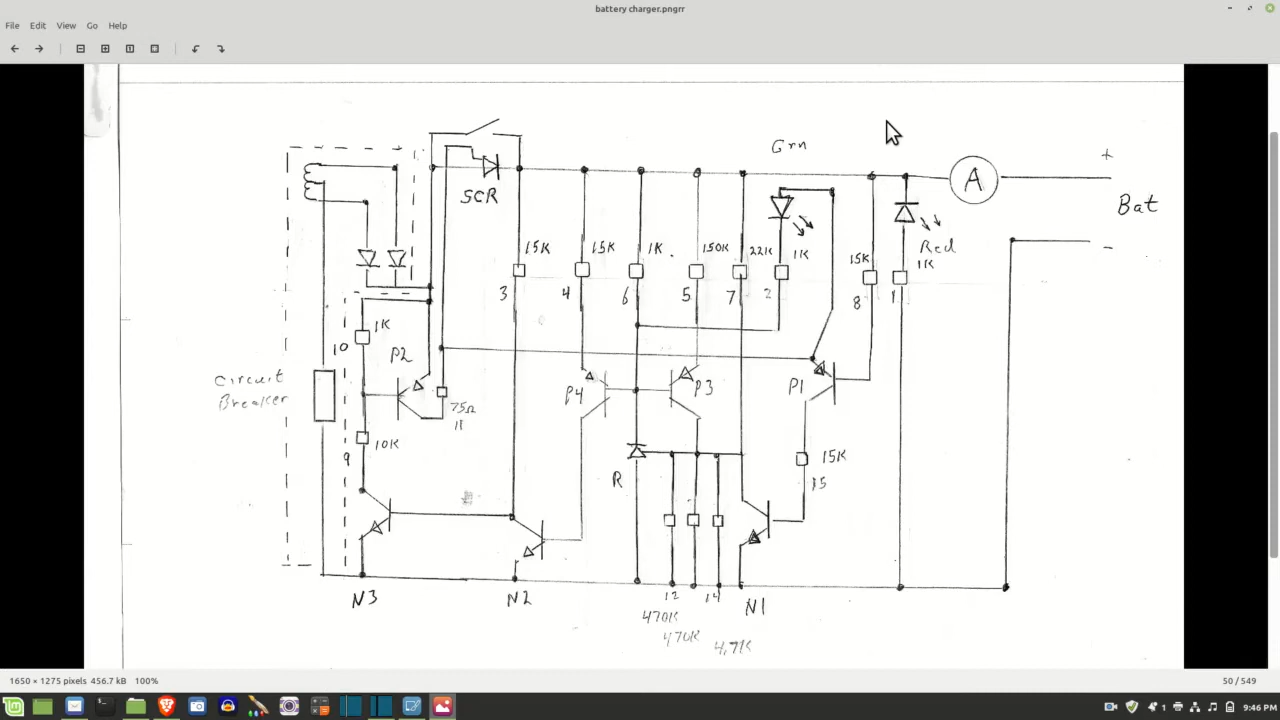 battery charger.pngrr
File Edit View Go Help
Grn
+
SCR
A
Bat
15K
15K
1K
150K
22K
1K
15K
Red
1K
-
3
4
6
5
7
2
8
1
1K
10
P2
P4
P3
P1
Circuit
Breaker
75Ω
11
10K
9
R
15K
15
N3
N2
12
14
N1
470K
470K
4,7K
1650 × 1275 pixels 456.7 kB 100%
50 / 549
1
9:46 PM